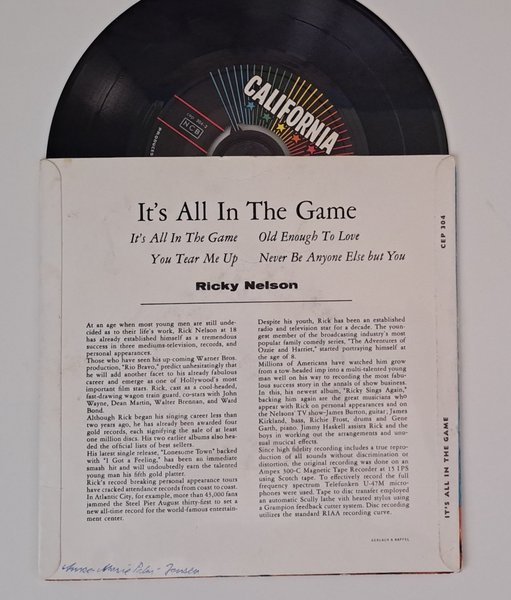 CALIFORNIA
CEP 304-2
NCB
It's All In The Game
It's All In The Game Old Enough To Love
You Tear Me Up Never Be Anyone Else but You
Ricky Nelson
At an age when most young men are still unde-
cided as to their life's work, Rick Nelson at 18
has already established himself as a tremendous
success in three mediums-television, records, and
personal appearances.
Those who have seen his up-coming Warner Bros.
production, "Rio Bravo," predict unhesitatingly that
he will add another facet to his already fabulous
career and emerge as one of Hollywood's most
important film stars. Rick, cast as a cool-headed,
fast-drawing wagon train guard, co-stars with John
Wayne, Dean Martin, Walter Brennan, and Ward
Bond.
Although Rick began his singing career less than
two years ago, he has already been awarded four
gold records, each signifying the sale of at least
one million discs. His two earlier albums also hea-
ded the official lists of best sellers.
His latest single release, "Lonesome Town" backed
with "I Got a Feeling," has been an immediate
smash hit and will undoubtedly earn the talented
young man his fifth gold platter.
Rick's record breaking personal appearance tours
have cracked attendance records from coast to coast.
In Atlantic City, for example, more than 45,000 fans
jammed the Steel Pier August thirty-first to set a
new all-time record for the world-famous entertain-
ment center.
Despite his youth, Rick has been an established
radio and television star for a decade. The youn-
gest member of the broadcasting industry's most
popular family comedy series, "The Adventures of
Ozzie and Harriet," started portraying himself at
the age of 8.
Millions of Americans have watched him grow
from a tow-headed imp into a multi-talented young
man well on his way to recording the most fabu-
lous success story in the annals of show business.
In this, his newest album, "Ricky Sings Again,"
backing him again are the great musicians who
appear with Rick on personal appearances and on
the Nelsons' TV show-James Burton, guitar, James
Kirkland, bass, Richie Frost, drums and Gene
Garth, piano. Jimmy Haskell assists Rick and the
boys in working out the arrangements and unu-
sual musical effects.
Since high fidelity recording includes a true repro-
duction of all sounds without discrimination or
distortion, the original recording was done on an
Ampex 300-C Magnetic Tape Recorder at 15 IPS
using Scotch tape. To effectively record the full
frequency spectrum Telefunken U-47M micro-
phones were used. Tape to disc transfer employed
an automatic Scully lathe with heated stylus using
a Grampion feedback cutter system. Disc recording
utilizes the standard RIAA recording curve.
CEP 304
IT'S ALL IN THE GAME